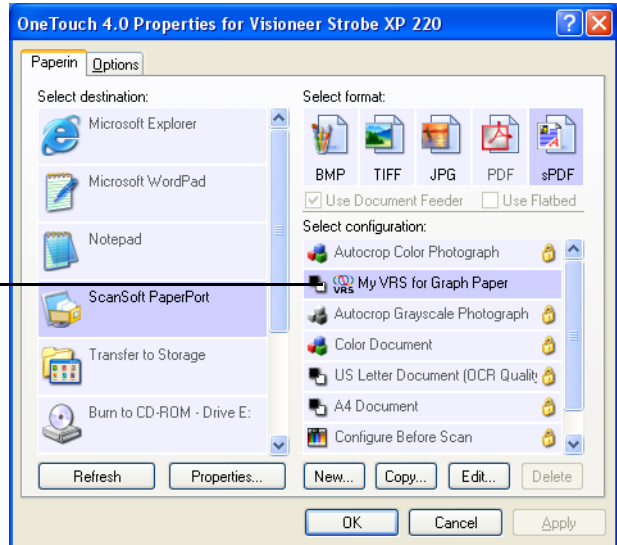 OneTouch 4.0 Properties for Visioneer Strobe XP 220
Paperin Options
Select destination:
Microsoft Explorer
Microsoft WordPad
Notepad
ScanSoft PaperPort
Transfer to Storage
Burn to CD-ROM - Drive E:
Refresh Properties...
Select format:
BMP TIFF JPG PDF sPDF
Use Document Feeder Use Flatbed
Select configuration:
Autocrop Color Photograph
VRS My VRS for Graph Paper
Autocrop Grayscale Photograph
Color Document
US Letter Document (OCR Quality
A4 Document
Configure Before Scan
New... Copy... Edit... Delete
OK Cancel Apply